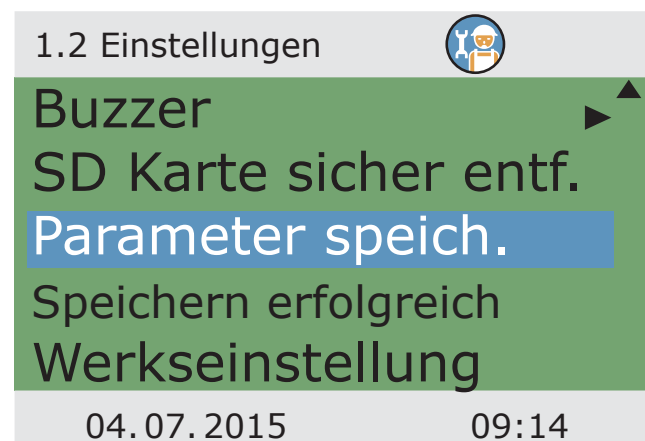 1.2 Einstellungen
Buzzer
SD Karte sicher entf.
Parameter speich.
Speichern erfolgreich
Werkseinstellung
04.07.2015 09:14